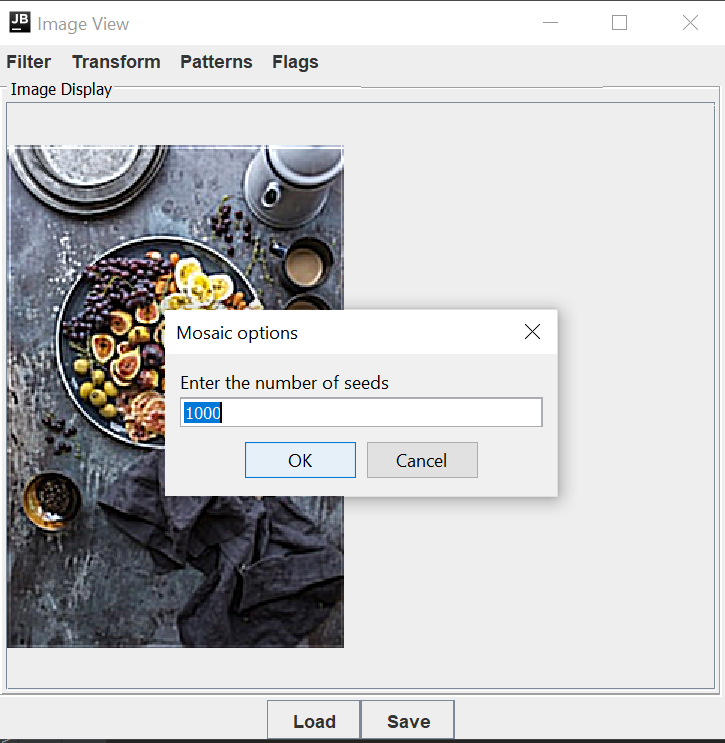 JB Image View
Filter Transform Patterns Flags
Image Display
Mosaic options
Enter the number of seeds
1000
OK Cancel
Load Save